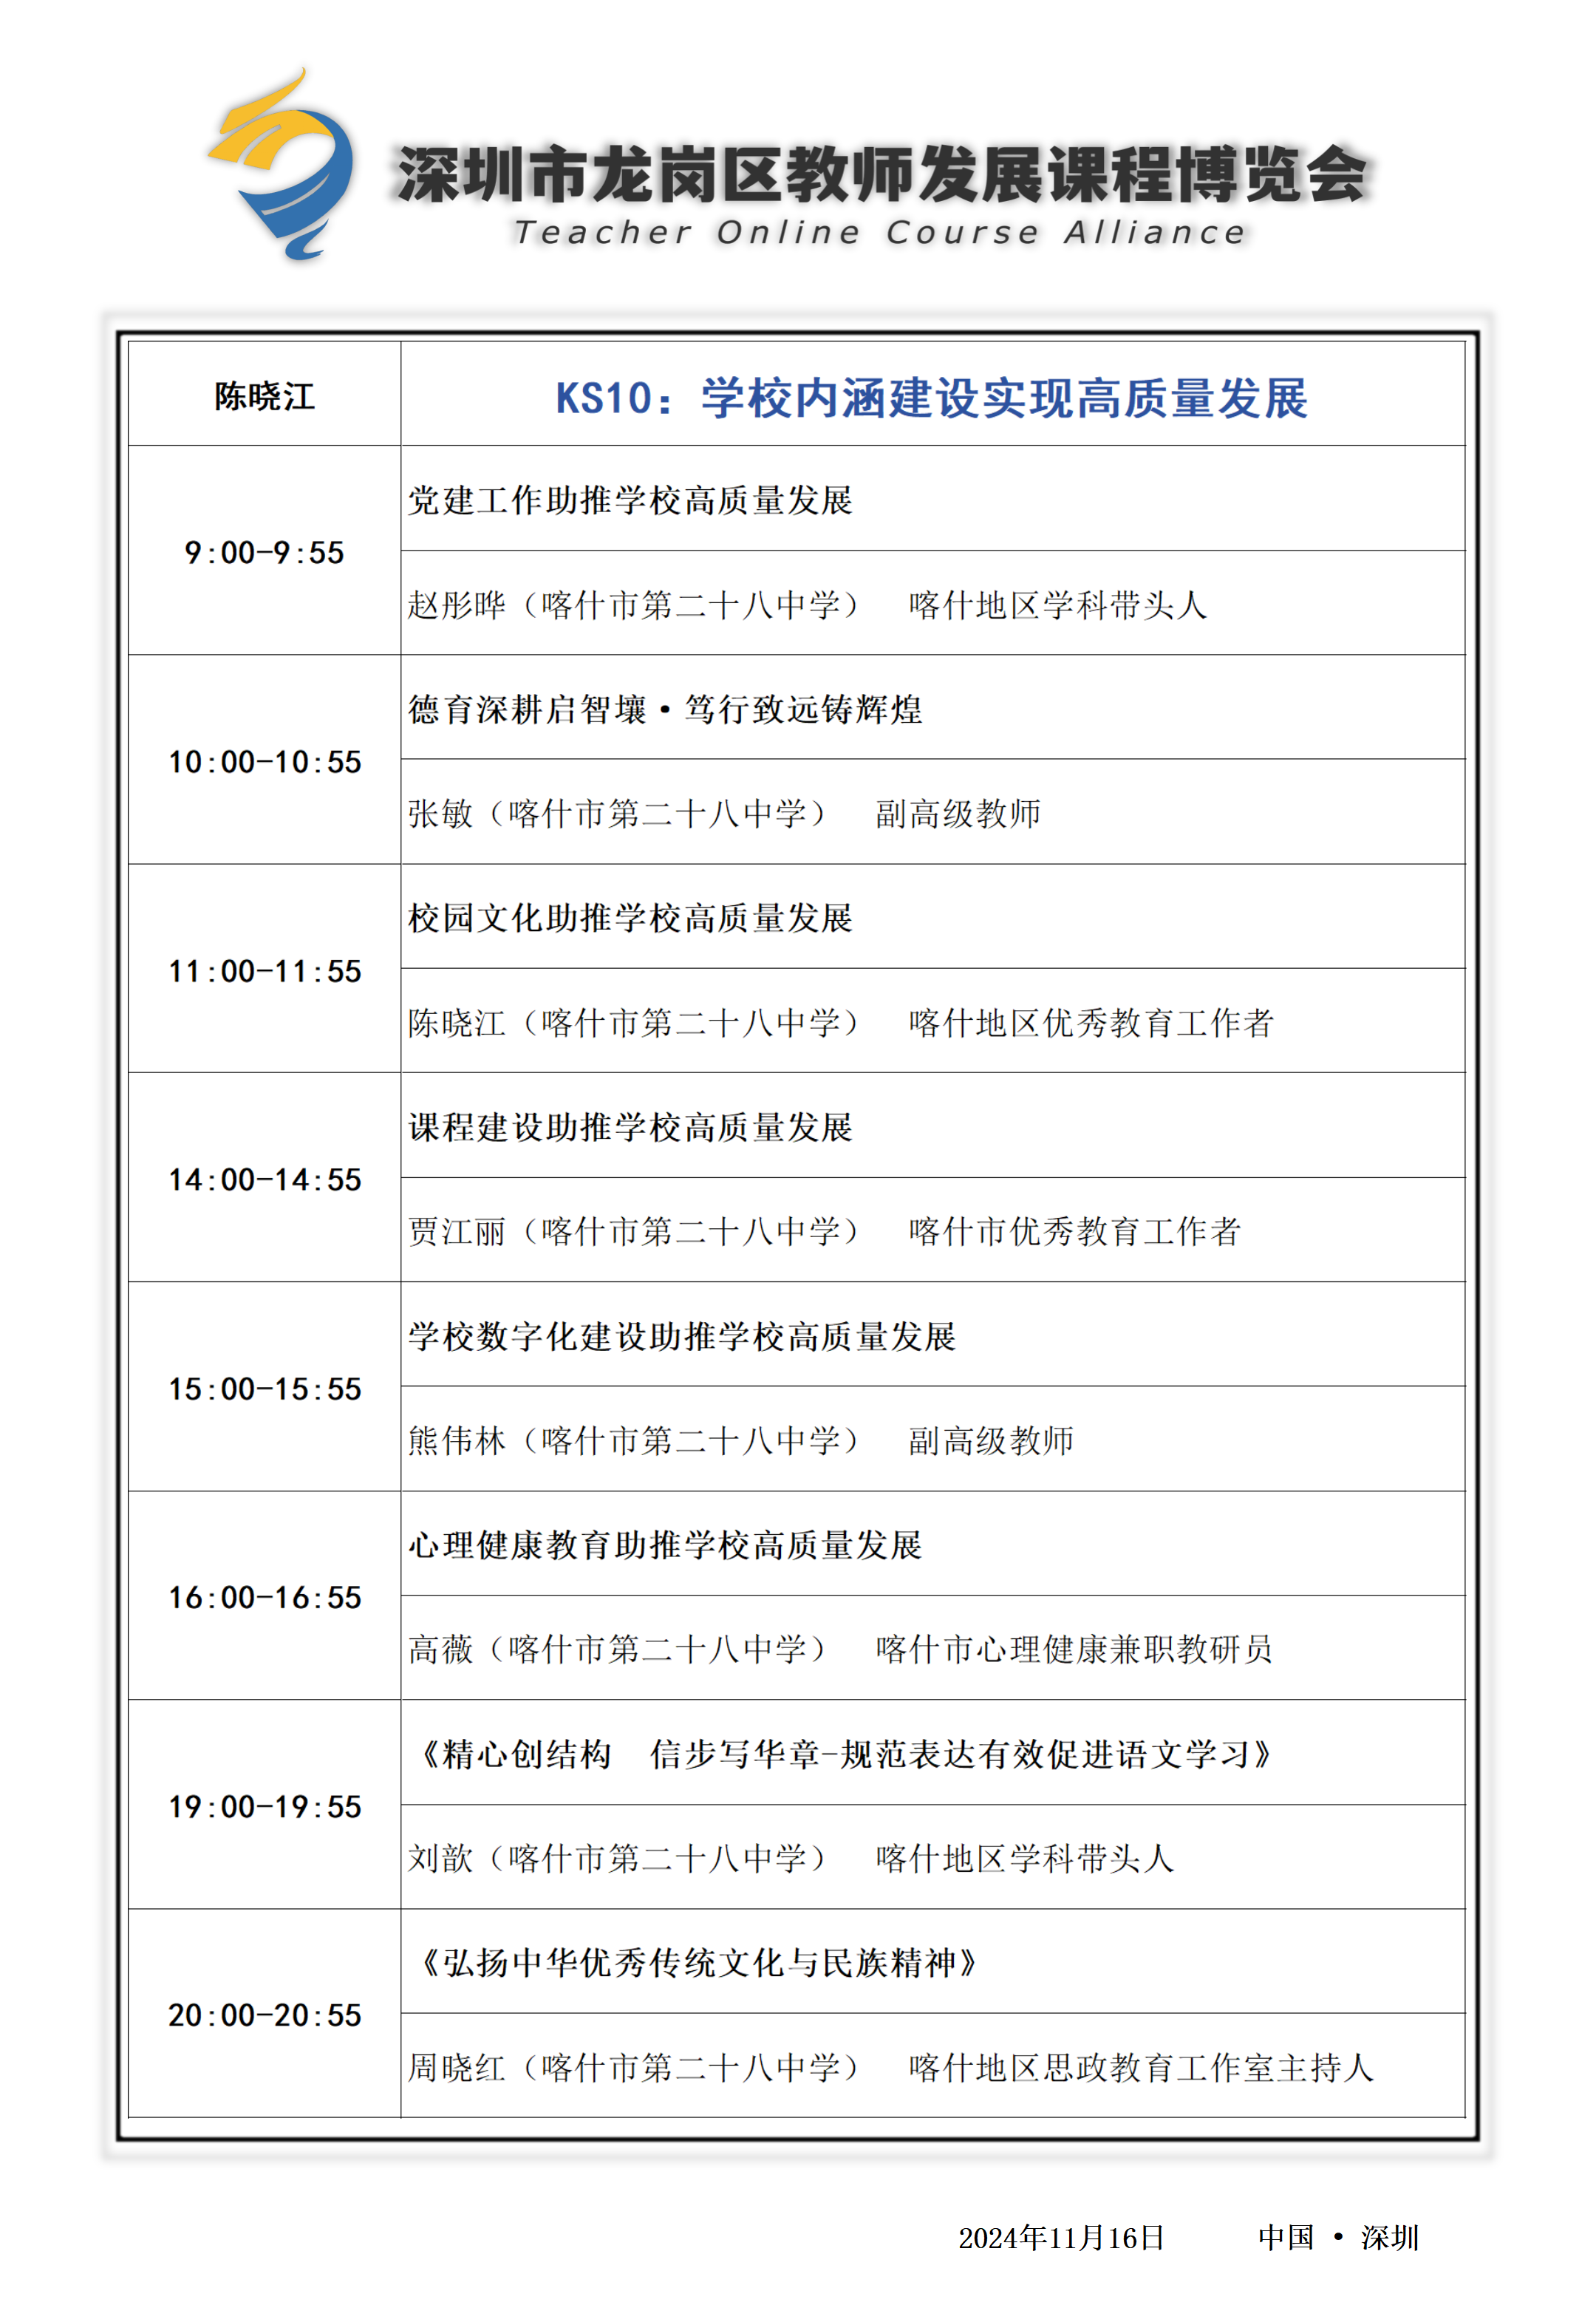 深圳市龙岗区教师发展课程博览会
Teacher Online Course Alliance
陈晓江
KS10：学校内涵建设实现高质量发展
9:00-9:55
党建工作助推学校高质量发展
赵彤晔（喀什市第二十八中学）　喀什地区学科带头人
10:00-10:55
德育深耕启智壤·笃行致远铸辉煌
张敏（喀什市第二十八中学）　副高级教师
11:00-11:55
校园文化助推学校高质量发展
陈晓江（喀什市第二十八中学）　喀什地区优秀教育工作者
14:00-14:55
课程建设助推学校高质量发展
贾江丽（喀什市第二十八中学）　喀什市优秀教育工作者
15:00-15:55
学校数字化建设助推学校高质量发展
熊伟林（喀什市第二十八中学）　副高级教师
16:00-16:55
心理健康教育助推学校高质量发展
高薇（喀什市第二十八中学）　喀什市心理健康兼职教研员
19:00-19:55
《精心创结构　信步写华章-规范表达有效促进语文学习》
刘歆（喀什市第二十八中学）　喀什地区学科带头人
20:00-20:55
《弘扬中华优秀传统文化与民族精神》
周晓红（喀什市第二十八中学）　喀什地区思政教育工作室主持人
2024年11月16日　　中国 · 深圳